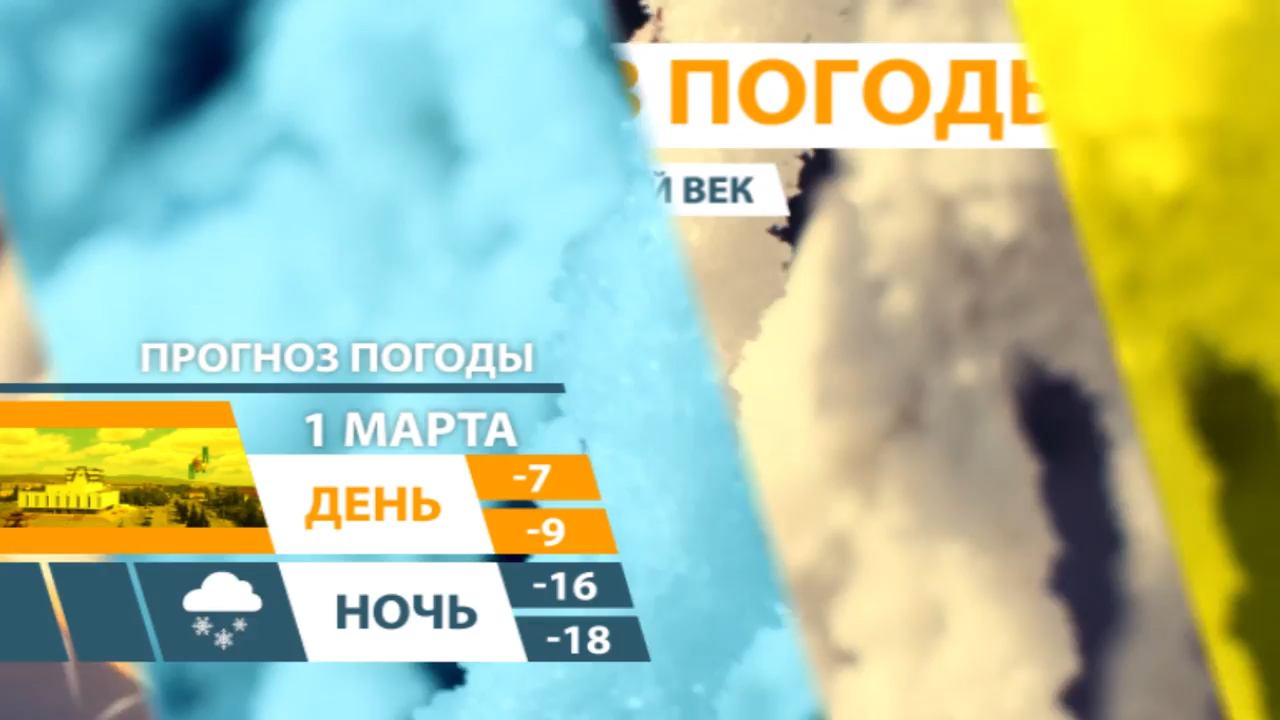 ПОГОДЫ
ВЕК
ПРОГНОЗ ПОГОДЫ
1 МАРТА
ДЕНЬ
-7
-9
НОЧЬ
-16
-18